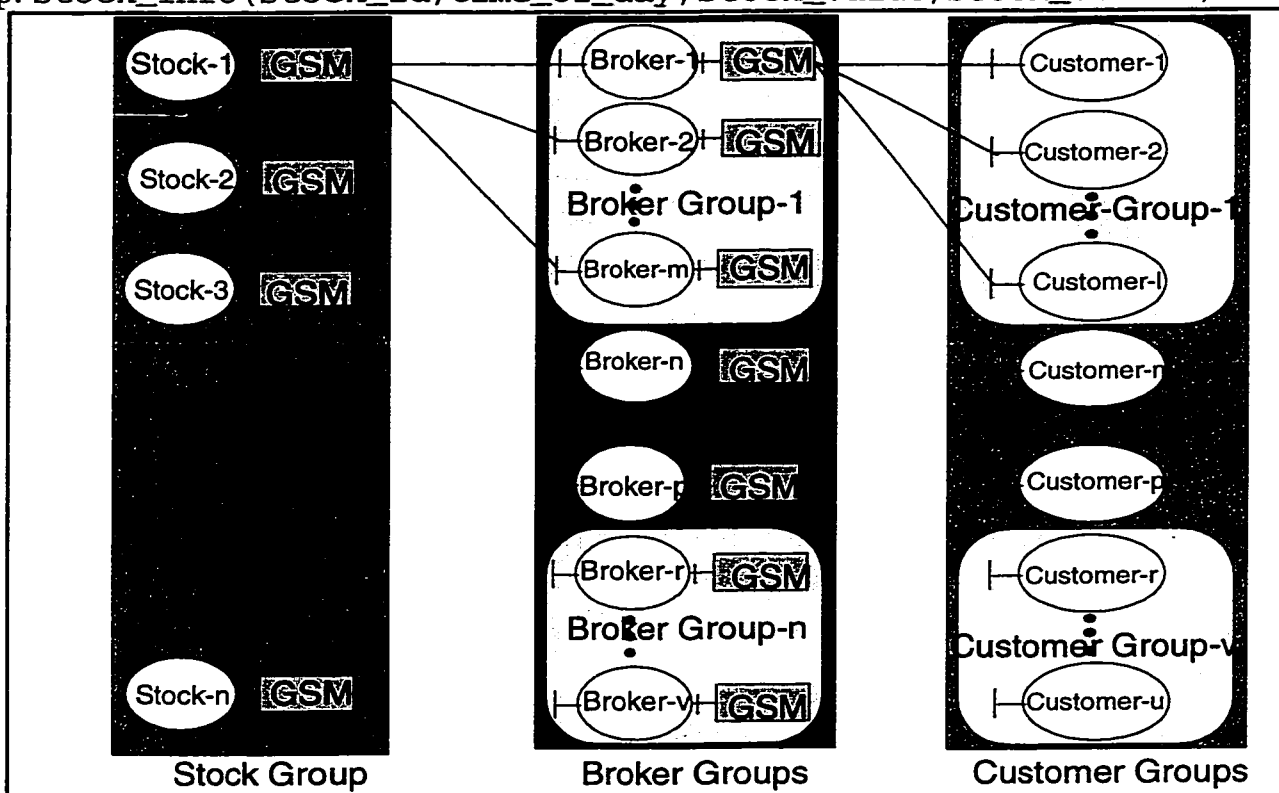 Stock-1 GSM Broker-1 GSM Customer-1
Broker-2 GSM Customer-2
Stock-2 GSM
Broker Group-1 Customer-Group-1
Stock-3 GSM Broker-m GSM Customer-l
Broker-n GSM Customer-n
Broker-p GSM Customer-p
Broker-r GSM Customer-r
Broker Group-n Customer Group-v
Stock-n GSM Broker-v GSM Customer-u
Stock Group Broker Groups Customer Groups